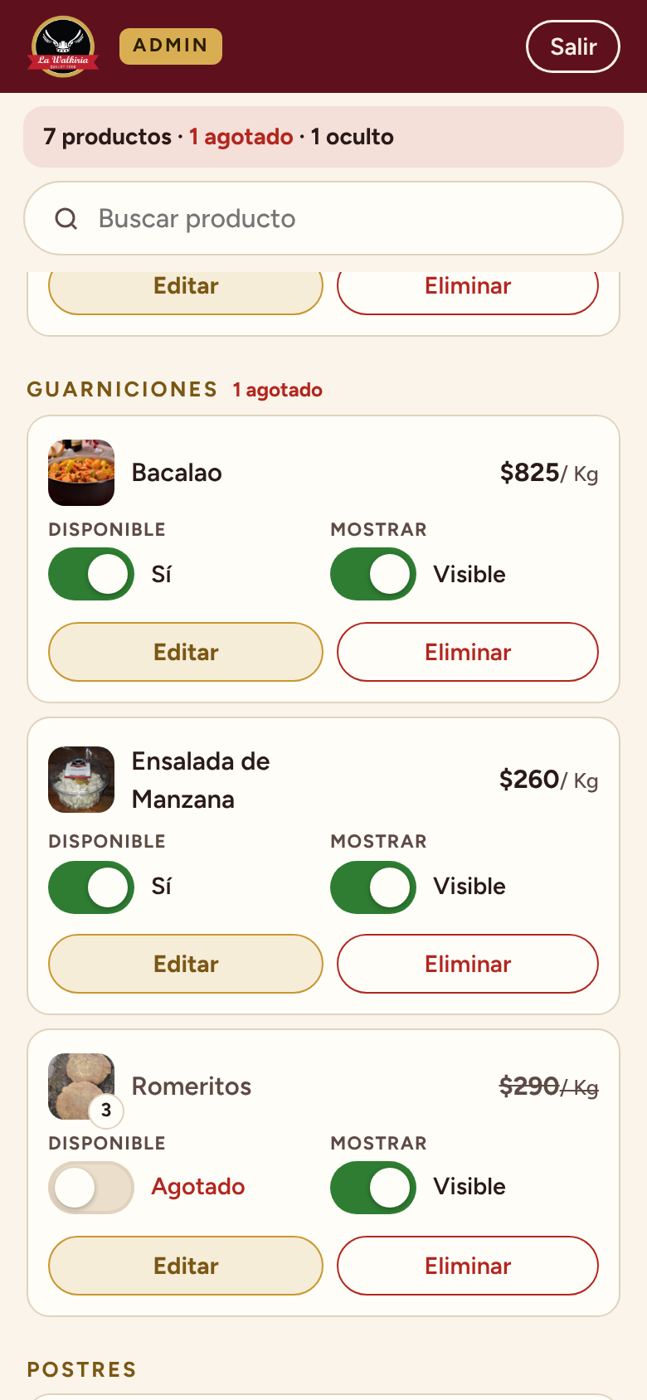 La Walkiria
ADMIN
Salir
7 productos · 1 agotado · 1 oculto
Buscar producto
Editar
Eliminar
GUARNICIONES 1 agotado
Bacalao
$825/ Kg
DISPONIBLE
MOSTRAR
Sí
Visible
Editar
Eliminar
Ensalada de
Manzana
$260/ Kg
DISPONIBLE
MOSTRAR
Sí
Visible
Editar
Eliminar
3
Romeritos
$290/ Kg
DISPONIBLE
MOSTRAR
Agotado
Visible
Editar
Eliminar
POSTRES